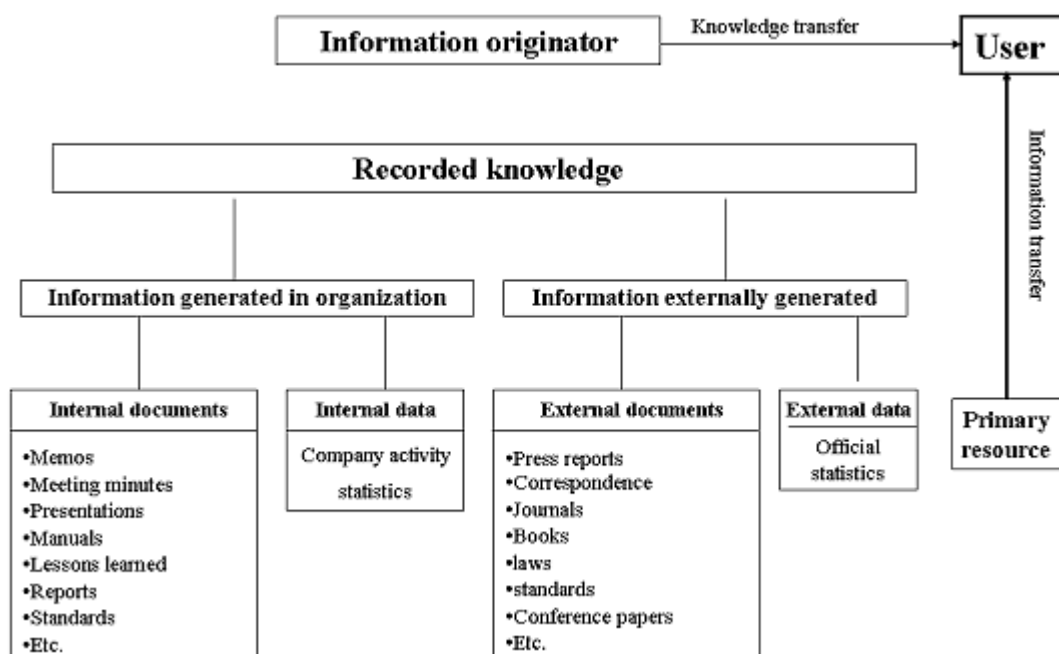 Information originator
Knowledge transfer
User
Information transfer
Recorded knowledge
Information generated in organization
Information externally generated
Internal documents
•Memos
•Meeting minutes
•Presentations
•Manuals
•Lessons learned
•Reports
•Standards
•Etc.
Internal data
Company activity
statistics
External documents
•Press reports
•Correspondence
•Journals
•Books
•laws
•standards
•Conference papers
•Etc.
External data
Official
statistics
Primary
resource